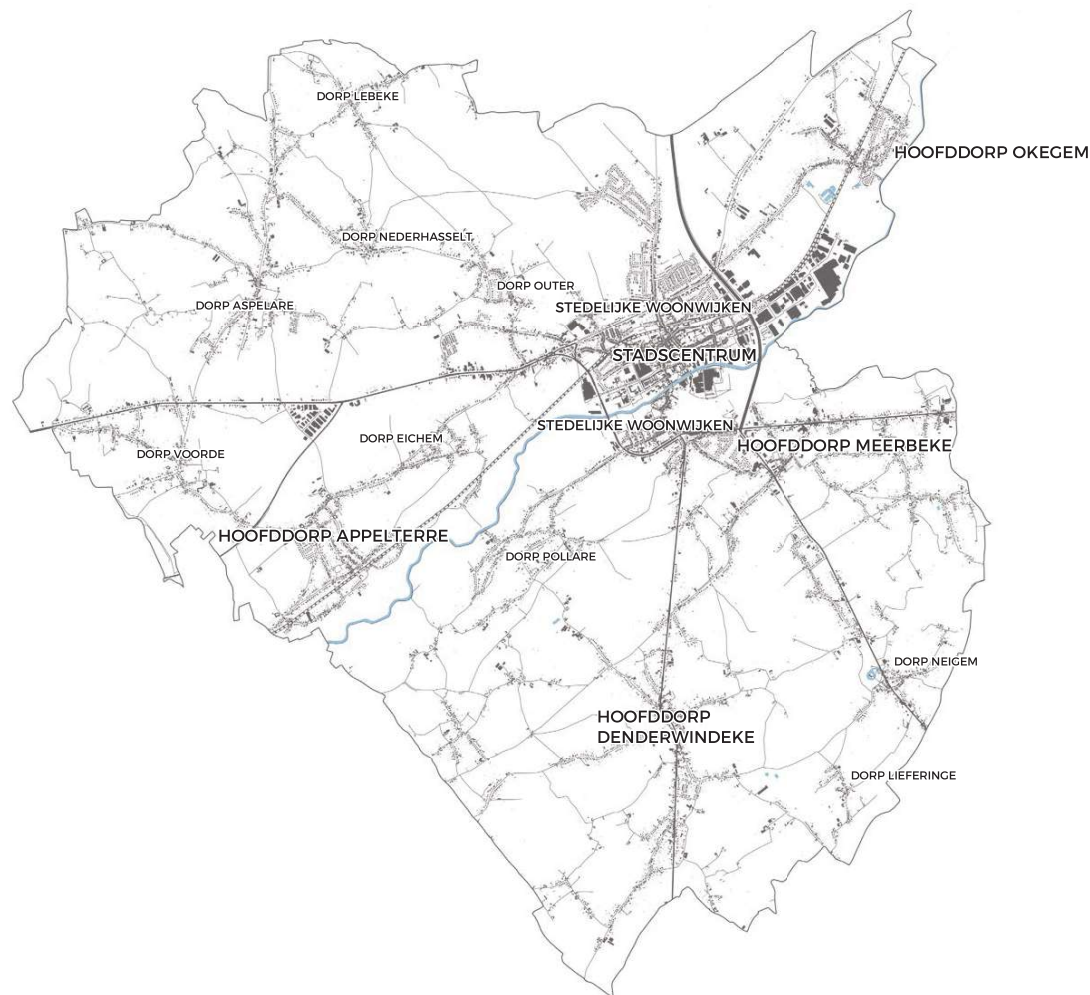 DORP LEBEKE
HOOFDDORP OKEGEM
DORP NEDERHASSELT
DORP OUTER
DORP ASPELARE
STEDELIJKE WOONWIJKEN
STADSCENTRUM
STEDELIJKE WOONWIJKEN
DORP EICHEM
HOOFDDORP MEERBEKE
DORP VOORDE
HOOFDDORP APPELTERRE
DORP POLLARE
DORP NEIGEM
HOOFDDORP
DENDERWINDEKE
DORP LIEFERINGE